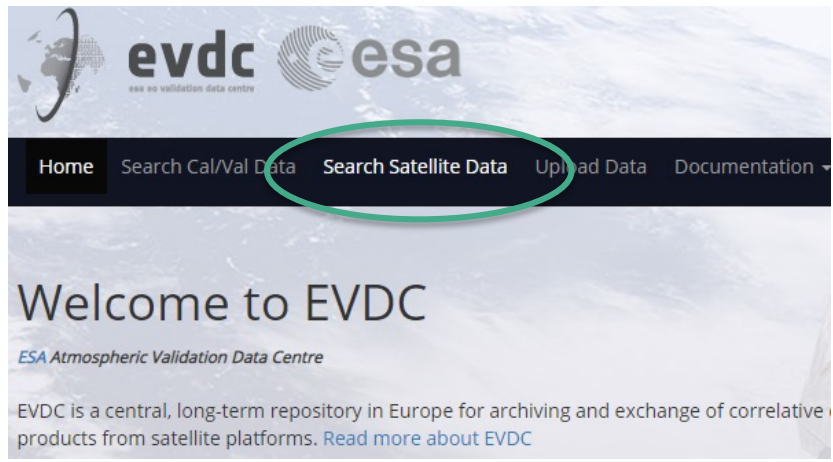 evdc esa
esa eo validation data centre
Home Search Cal/Val Data Search Satellite Data Upload Data Documentation
Welcome to EVDC
ESA Atmospheric Validation Data Centre
EVDC is a central, long-term repository in Europe for archiving and exchange of correlative
products from satellite platforms. Read more about EVDC